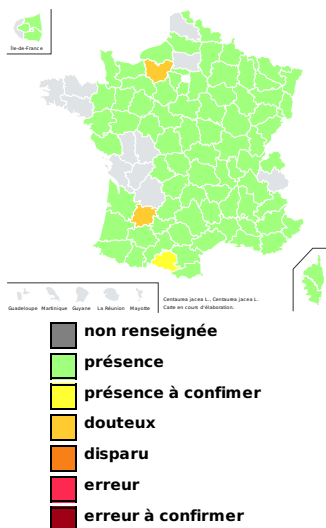 Île-de-France
Guadeloupe Martinique Guyane La Réunion Mayotte
Centaurea jacea L., Centaurea jacea L.
Carte en cours d'élaboration.
non renseignée
présence
présence à confimer
douteux
disparu
erreur
erreur à confirmer